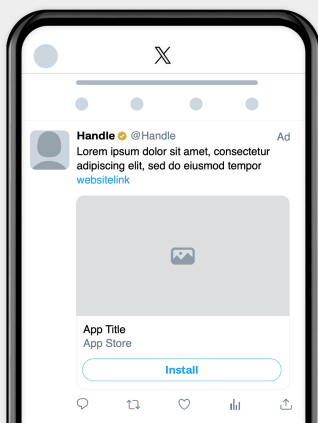 Handle @Handle Ad
Lorem ipsum dolor sit amet, consectetur
adipiscing elit, sed do eiusmod tempor
websitelink
App Title
App Store
Install